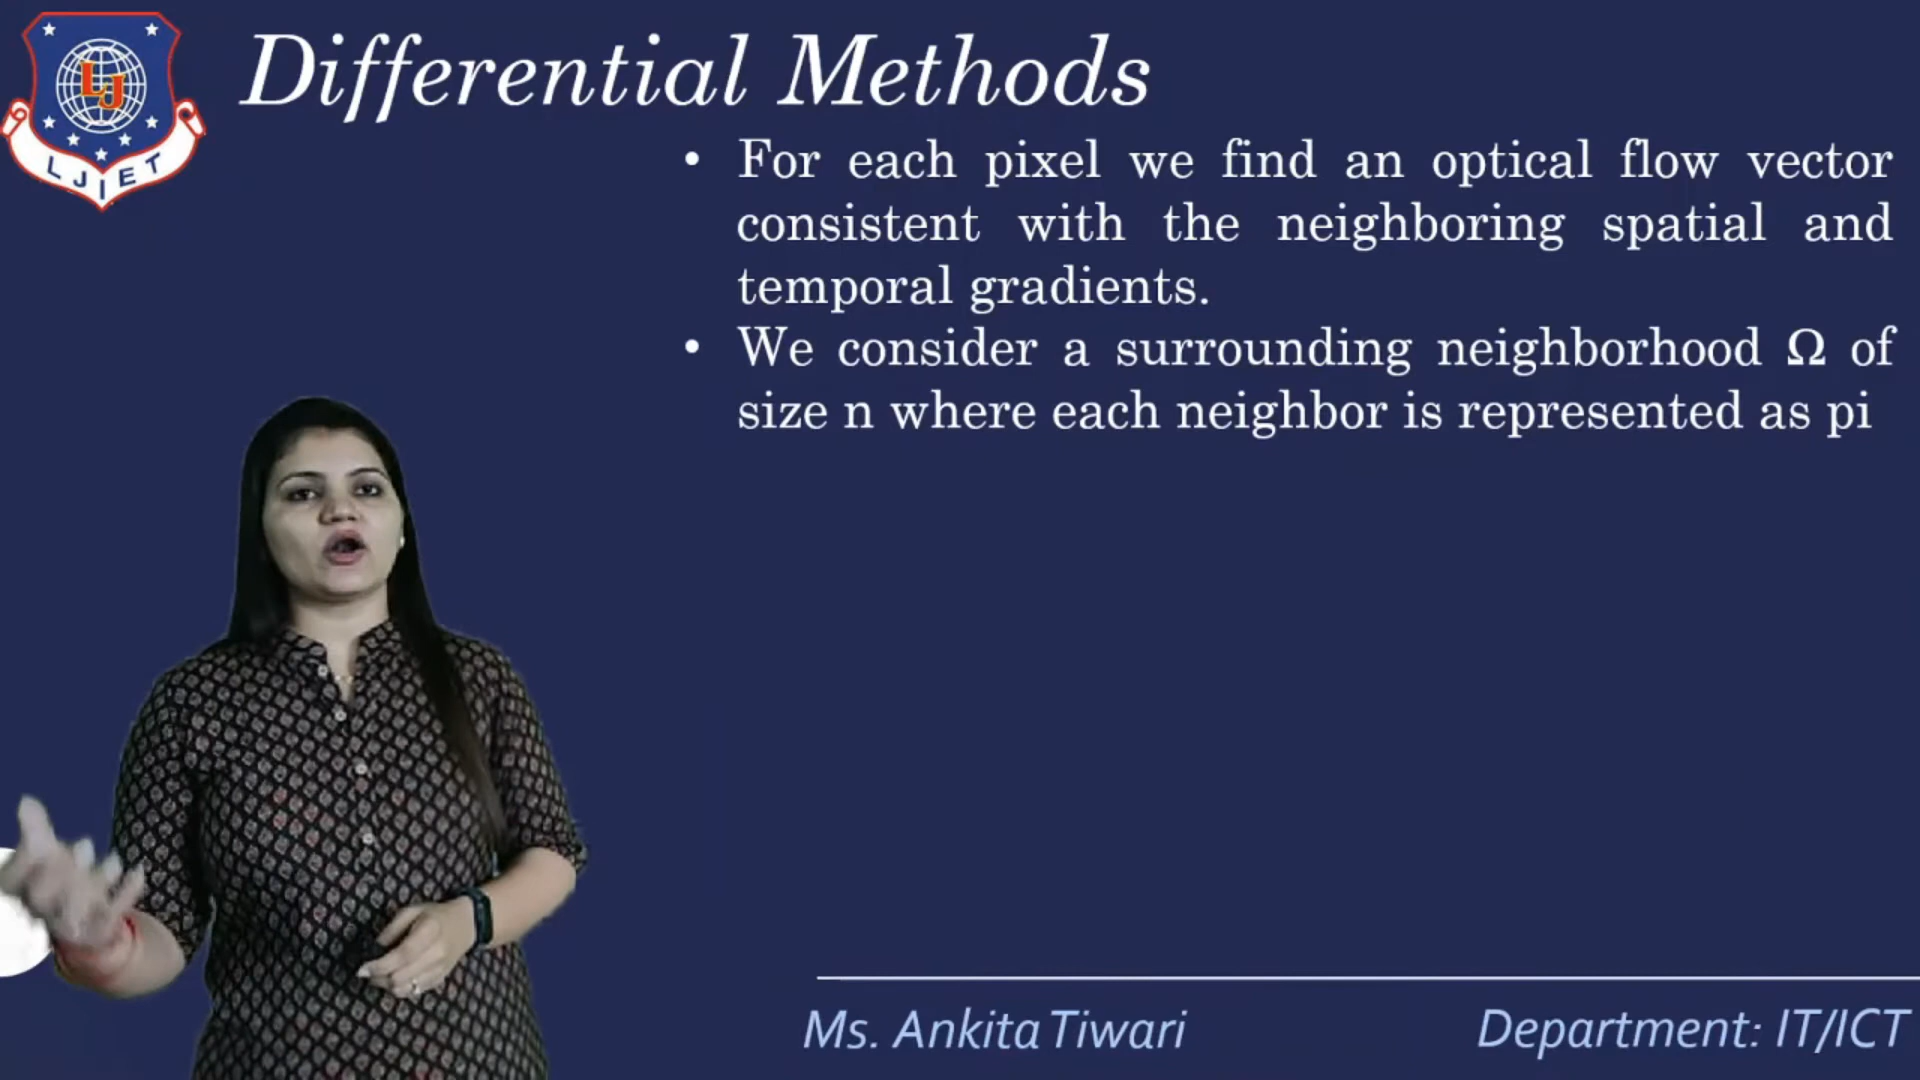 LJ
LJIET
Differential Methods
• For each pixel we find an optical flow vector
consistent with the neighboring spatial and
temporal gradients.
• We consider a surrounding neighborhood Ω of
size n where each neighbor is represented as pi
Ms. Ankita Tiwari
Department: IT/ICT